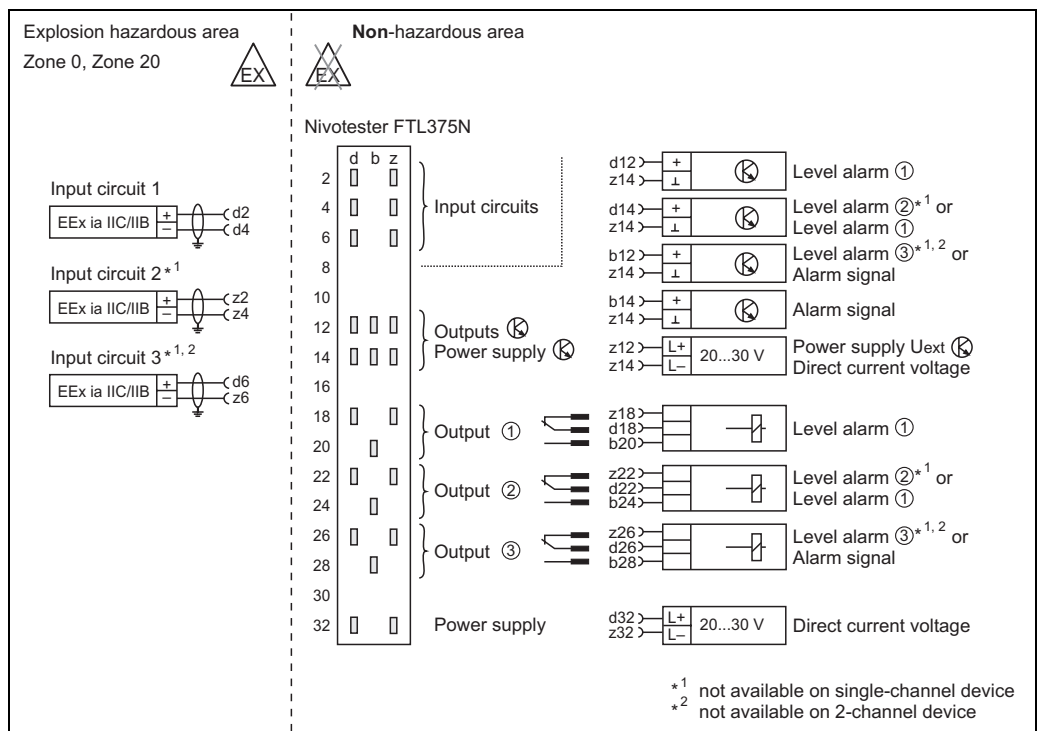 Explosion hazardous area
Zone 0, Zone 20
EX
Non-hazardous area
EX
Nivotester FTL375N
d b z
2
4
6
8
10
12
14
16
18
20
22
24
26
28
30
32
Input circuits
Outputs
Power supply
Output ①
Output ②
Output ③
Power supply
Input circuit 1
EEx ia IIC/IIB + d2
– d4
Input circuit 2*1
EEx ia IIC/IIB + z2
– z4
Input circuit 3*1, 2
EEx ia IIC/IIB + d6
– z6
d12 + Level alarm ①
z14 ⊥
d14 + Level alarm ②*1 or
z14 ⊥ Level alarm ①
b12 + Level alarm ③*1, 2 or
z14 ⊥ Alarm signal
b14 + Alarm signal
z14 ⊥
z12 L+ 20...30 V Power supply Uext
z14 L– Direct current voltage
z18
d18 Level alarm ①
b20
z22 Level alarm ②*1 or
d22
b24 Level alarm ①
z26 Level alarm ③*1, 2 or
d26
b28 Alarm signal
d32 L+ 20...30 V Direct current voltage
z32 L–
*1 not available on single-channel device
*2 not available on 2-channel device